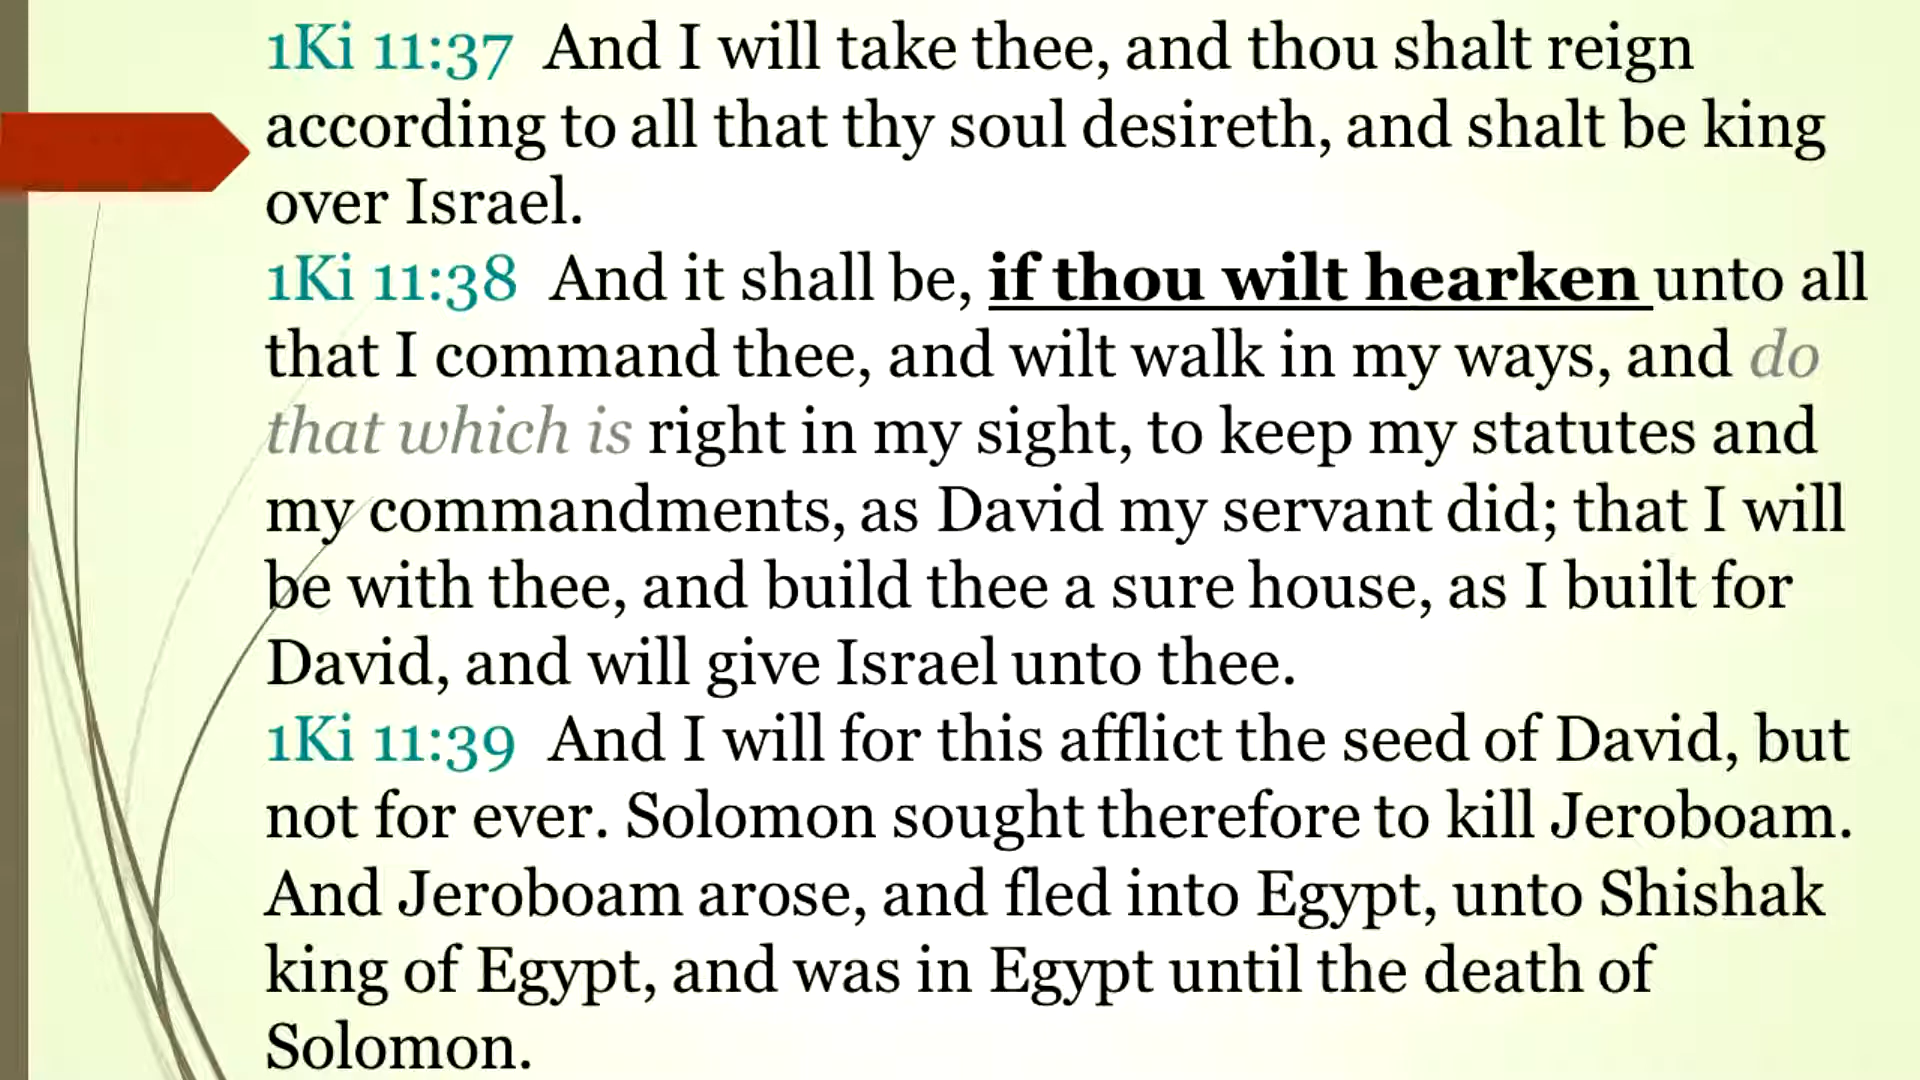 1Ki 11:37 And I will take thee, and thou shalt reign
according to all that thy soul desireth, and shalt be king
over Israel.
1Ki 11:38 And it shall be, if thou wilt hearken unto all
that I command thee, and wilt walk in my ways, and do
that which is right in my sight, to keep my statutes and
my commandments, as David my servant did; that I will
be with thee, and build thee a sure house, as I built for
David, and will give Israel unto thee.
1Ki 11:39 And I will for this afflict the seed of David, but
not for ever. Solomon sought therefore to kill Jeroboam.
And Jeroboam arose, and fled into Egypt, unto Shishak
king of Egypt, and was in Egypt until the death of
Solomon.